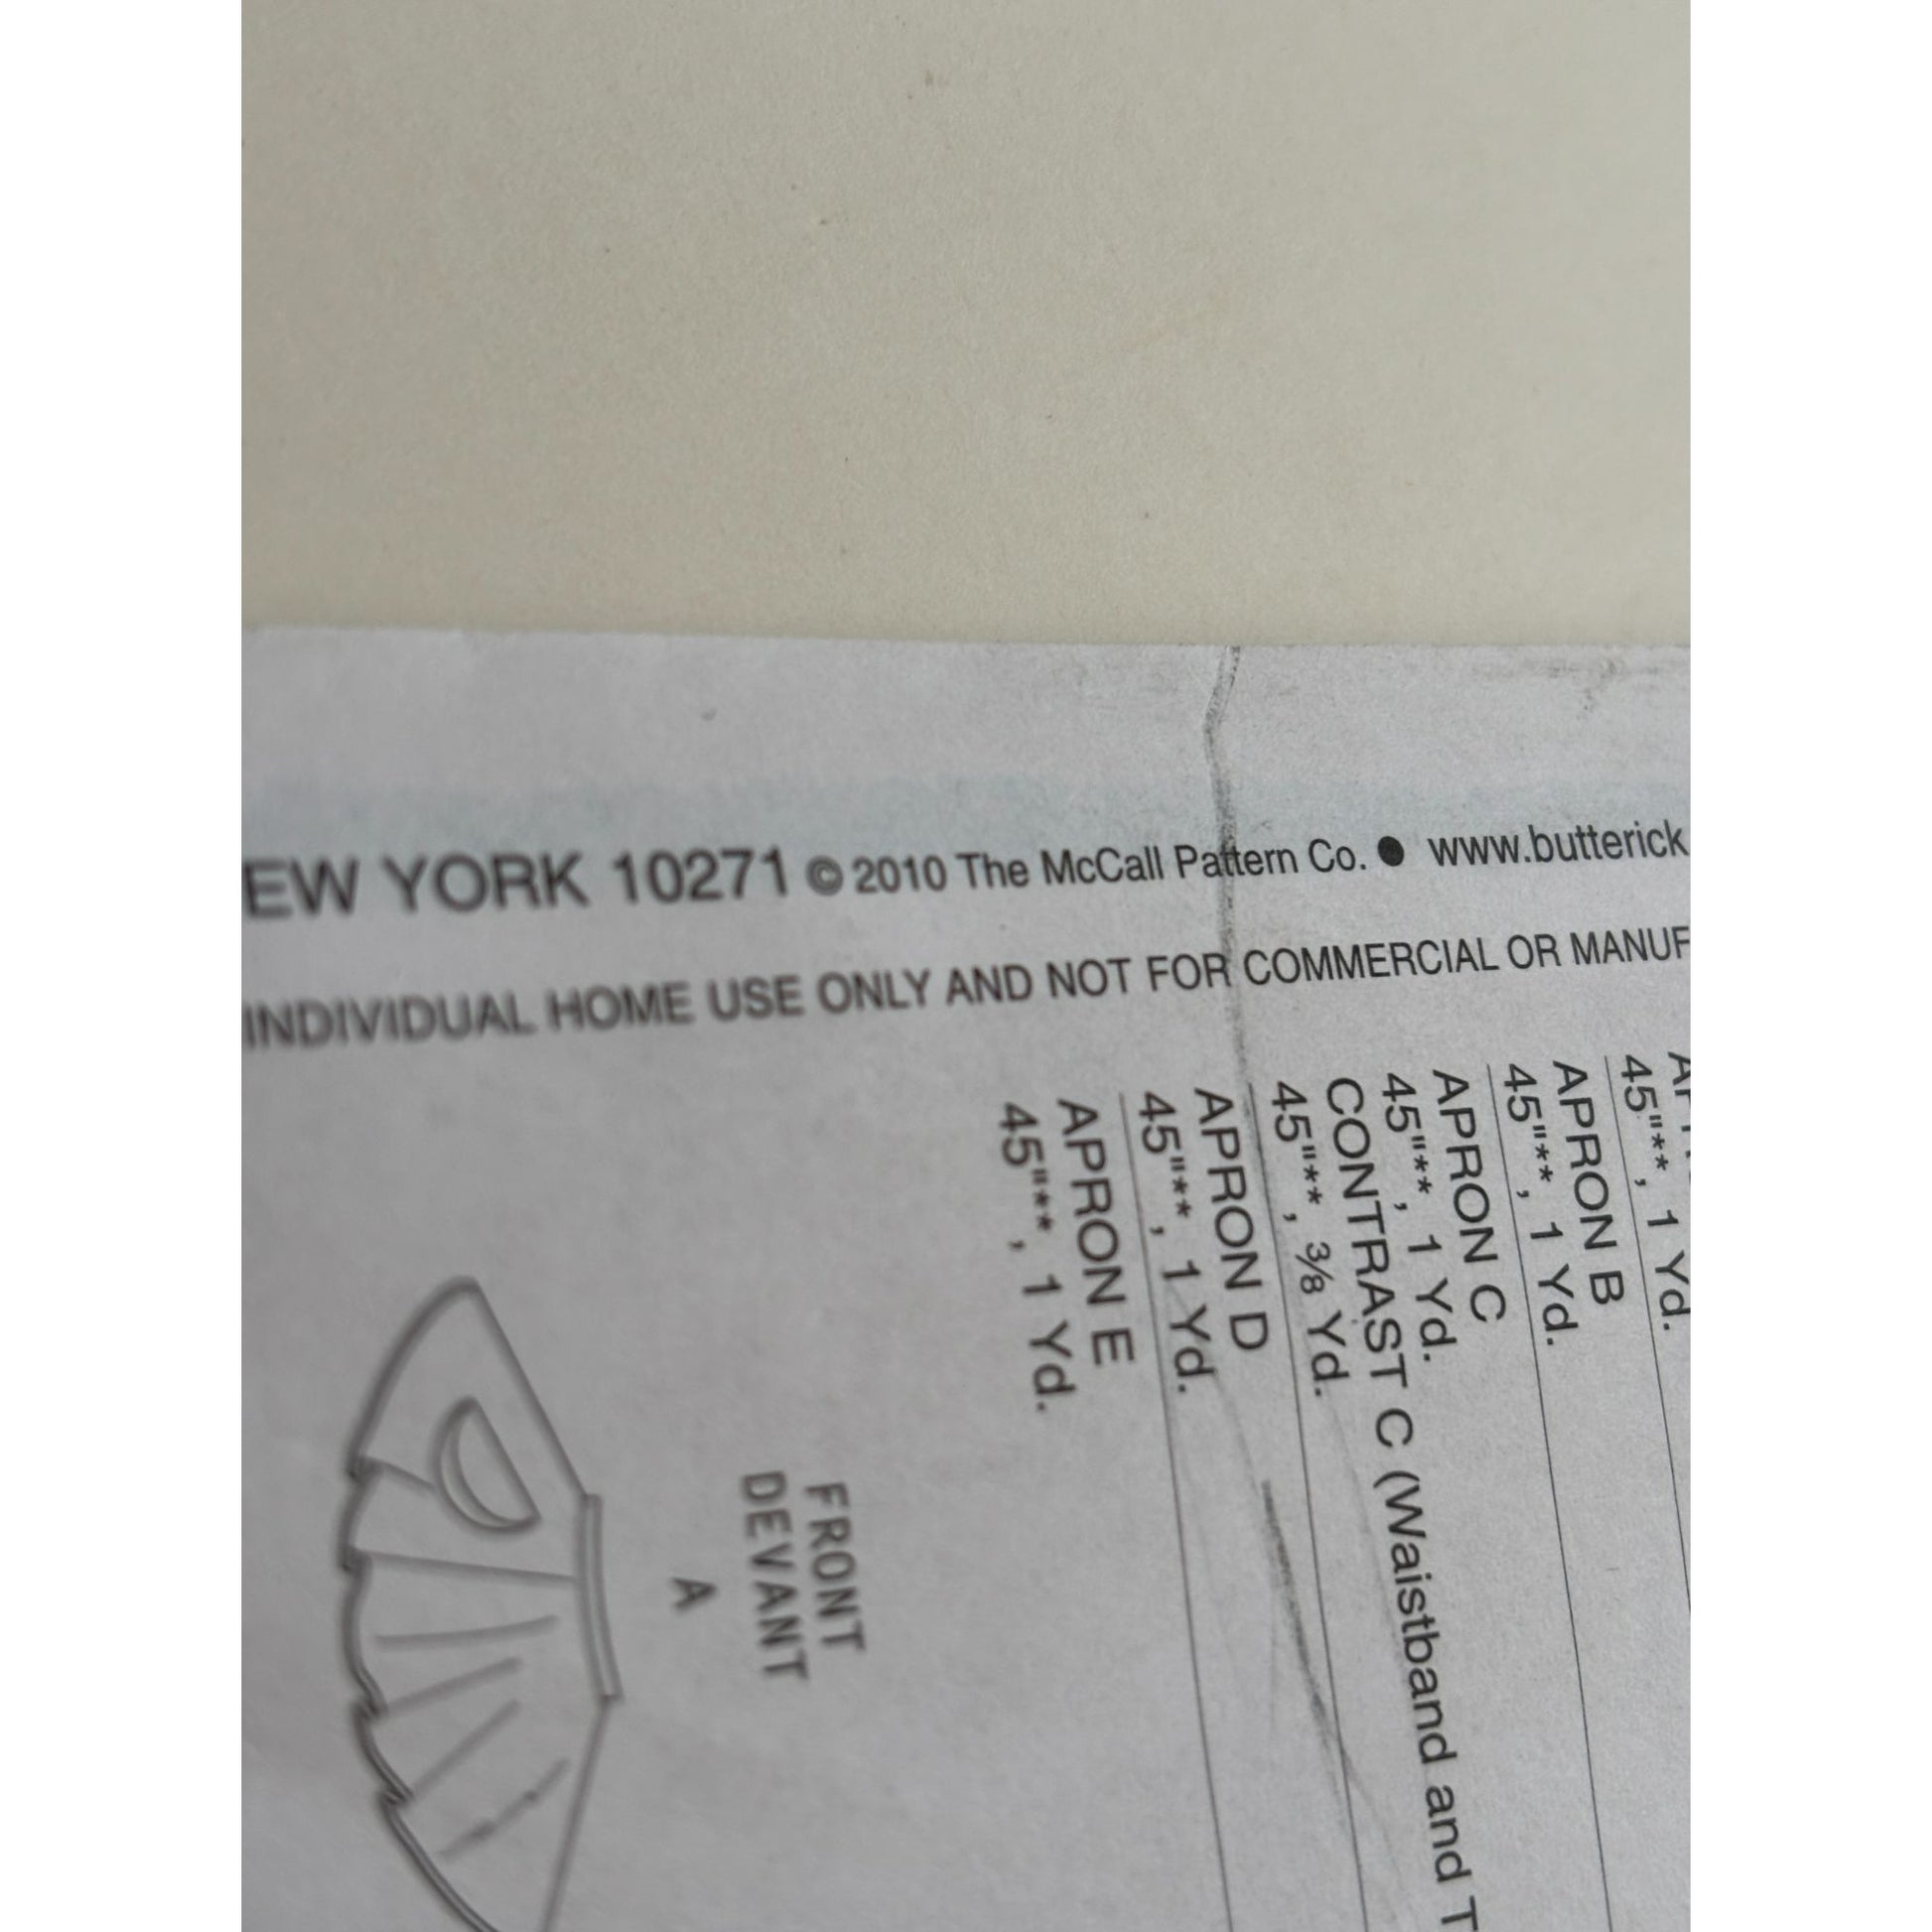 EW YORK 10271 © 2010 The McCall Pattern Co. ● www.butterick
INDIVIDUAL HOME USE ONLY AND NOT FOR COMMERCIAL OR MANUF
45"**, 1 Yd.
APRON B
45"**, 1 Yd.
APRON C
45"**, 1 Yd.
CONTRAST C (Waistband and T
45"**, ⅜ Yd.
APRON D
45"**, 1 Yd.
APRON E
45"**, 1 Yd.
FRONT
DEVANT
A